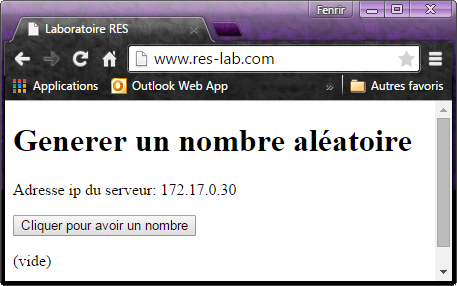 Fenrir
Laboratoire RES
www.res-lab.com
Applications Outlook Web App » Autres favoris
Generer un nombre aléatoire
Adresse ip du serveur: 172.17.0.30
Cliquer pour avoir un nombre
(vide)